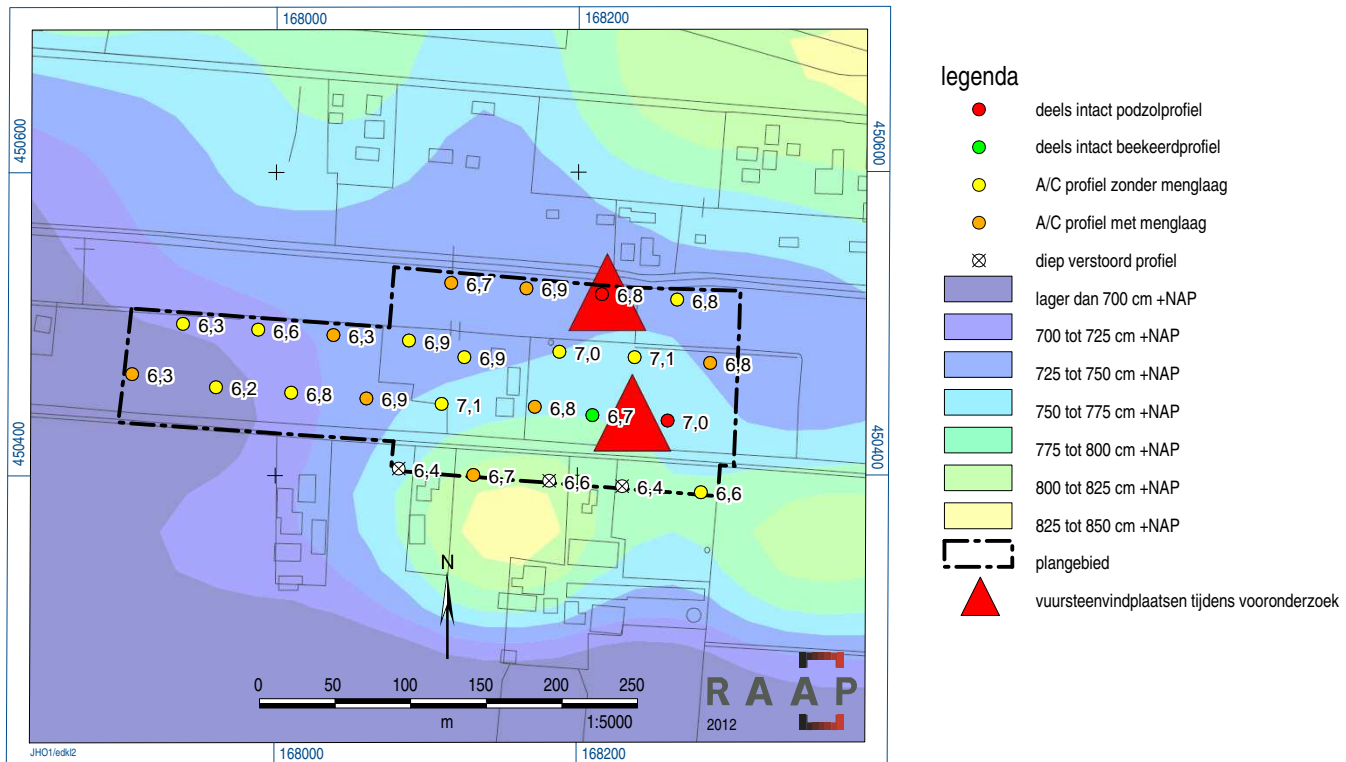 168000
168200
450600
450600
6,7
6,9
6,8
6,8
6,3
6,6
6,3
6,9
6,9
7,0
7,1
6,8
6,3
6,2
6,8
6,9
7,1
6,8
6,7
7,0
450400
450400
6,4
6,7
6,6
6,4
6,6
N
0 50 100 150 200 250
m 1:5000
RAAP
2012
JHO1/edkl2
168000
168200
legenda
deels intact podzolprofiel
deels intact beekeerdprofiel
A/C profiel zonder menglaag
A/C profiel met menglaag
diep verstoord profiel
lager dan 700 cm +NAP
700 tot 725 cm +NAP
725 tot 750 cm +NAP
750 tot 775 cm +NAP
775 tot 800 cm +NAP
800 tot 825 cm +NAP
825 tot 850 cm +NAP
plangebied
vuursteenvindplaatsen tijdens vooronderzoek